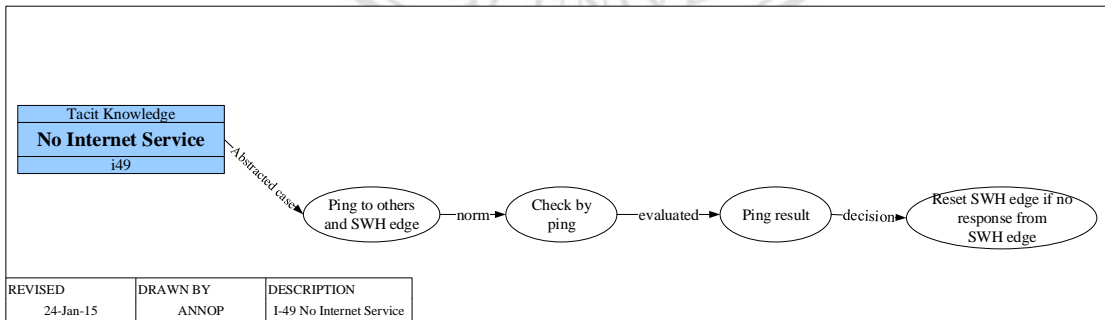 Tacit Knowledge
No Internet Service
i49
Abstracted case
Ping to others
and SWH edge
norm
Check by
ping
evaluated
Ping result
decision
Reset SWH edge if no
response from
SWH edge
REVISED
DRAWN BY
DESCRIPTION
24-Jan-15
ANNOP
I-49 No Internet Service